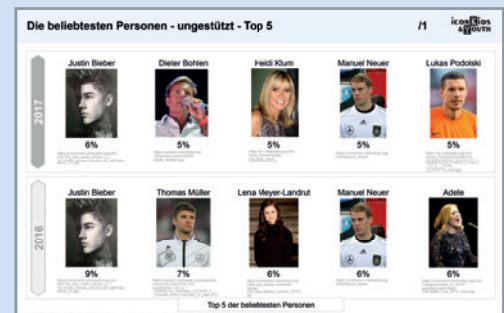 Die beliebtesten Personen - ungestützt - Top 5
/1
iconKids
& YOUTH
2017
Justin Bieber
Dieter Bohlen
Heidi Klum
Manuel Neuer
Lukas Podolski
6%
5%
5%
5%
5%
2016
Justin Bieber
Thomas Müller
Lena Meyer-Landrut
Manuel Neuer
Adele
9%
7%
6%
6%
6%
Top 5 der beliebtesten Personen